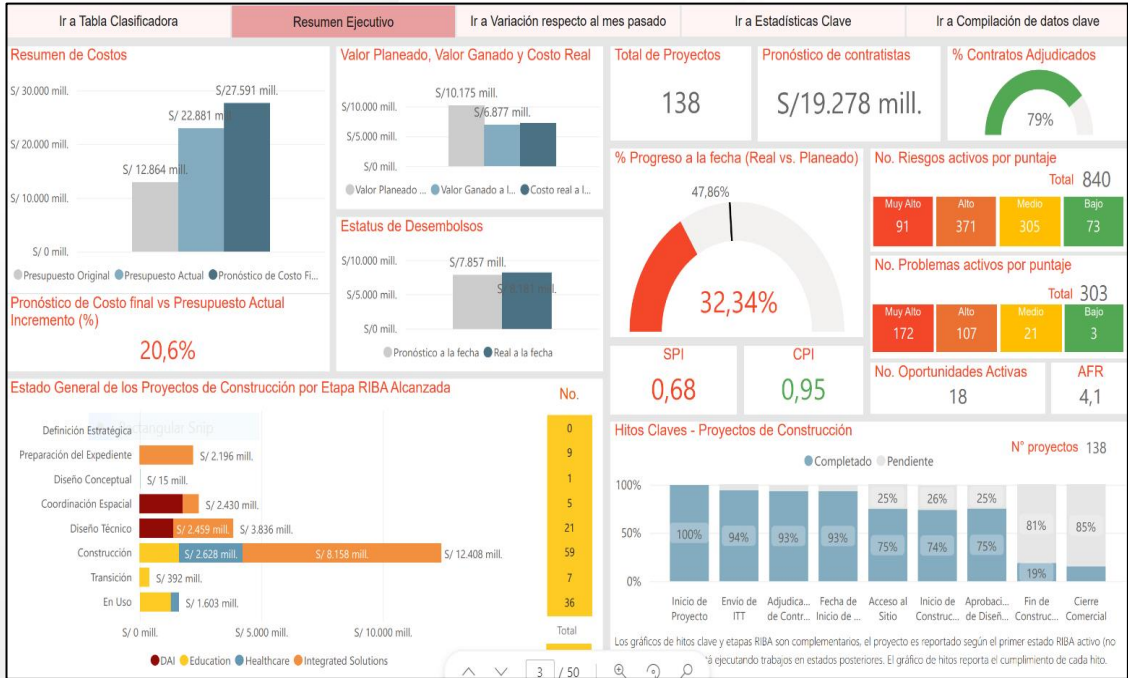 Ir a Tabla Clasificadora
Resumen Ejecutivo
Ir a Variación respecto al mes pasado
Ir a Estadísticas Clave
Ir a Compilación de datos clave
Resumen de Costos
S/ 30.000 mill.
S/ 20.000 mill.
S/ 10.000 mill.
S/ 0 mill.
S/ 12.864 mill.
S/ 22.881 mill.
S/27.591 mill.
Presupuesto Original
Presupuesto Actual
Pronóstico de Costo Fi...
Pronóstico de Costo final vs Presupuesto Actual
Incremento (%)
20,6%
Valor Planeado, Valor Ganado y Costo Real
S/10.000 mill.
S/5.000 mill.
S/0 mill.
S/10.175 mill.
S/6.877 mill.
Valor Planeado ...
Valor Ganado a l...
Costo real a l...
Estatus de Desembolsos
S/10.000 mill.
S/5.000 mill.
S/0 mill.
S/7.857 mill.
Pronóstico a la fecha
Real a la fecha
Total de Proyectos
138
Pronóstico de contratistas
S/19.278 mill.
% Contratos Adjudicados
79%
% Progreso a la fecha (Real vs. Planeado)
47,86%
32,34%
SPI
0,68
CPI
0,95
No. Riesgos activos por puntaje
Total 840
Muy Alto
91
Alto
371
Medio
305
Bajo
73
No. Problemas activos por puntaje
Total 303
Muy Alto
172
Alto
107
Medio
21
Bajo
3
No. Oportunidades Activas
18
AFR
4,1
Estado General de los Proyectos de Construcción por Etapa RIBA Alcanzada
No.
Definición Estratégica
0
Preparación del Expediente
S/ 2.196 mill.
9
Diseño Conceptual
S/ 15 mill.
1
Coordinación Espacial
S/ 2.430 mill.
5
Diseño Técnico
S/ 2.459 mill.
S/ 3.836 mill.
21
Construcción
S/ 2.628 mill.
S/ 8.158 mill.
S/ 12.408 mill.
59
Transición
S/ 392 mill.
7
En Uso
S/ 1.603 mill.
36
S/ 0 mill.
S/ 5.000 mill.
S/ 10.000 mill.
Total
DAI
Education
Healthcare
Integrated Solutions
Hitos Claves - Proyectos de Construcción
N° proyectos 138
Completado
Pendiente
100%
50%
0%
100%
94%
93%
93%
25%
75%
26%
74%
25%
75%
81%
19%
85%
Inicio de
Proyecto
Envio de
ITT
Adjudica...
de Contr...
Fecha de
Inicio de ...
Acceso al
Sitio
Inicio de
Construc...
Aprobaci...
de Diseñ...
Fin de
Construc...
Cierre
Comercial
Los gráficos de hitos clave y etapas RIBA son complementarios, el proyecto es reportado según el primer estado RIBA activo (no
ejecutando trabajos en estados posteriores. El gráfico de hitos reporta el cumplimiento de cada hito.
3 / 50